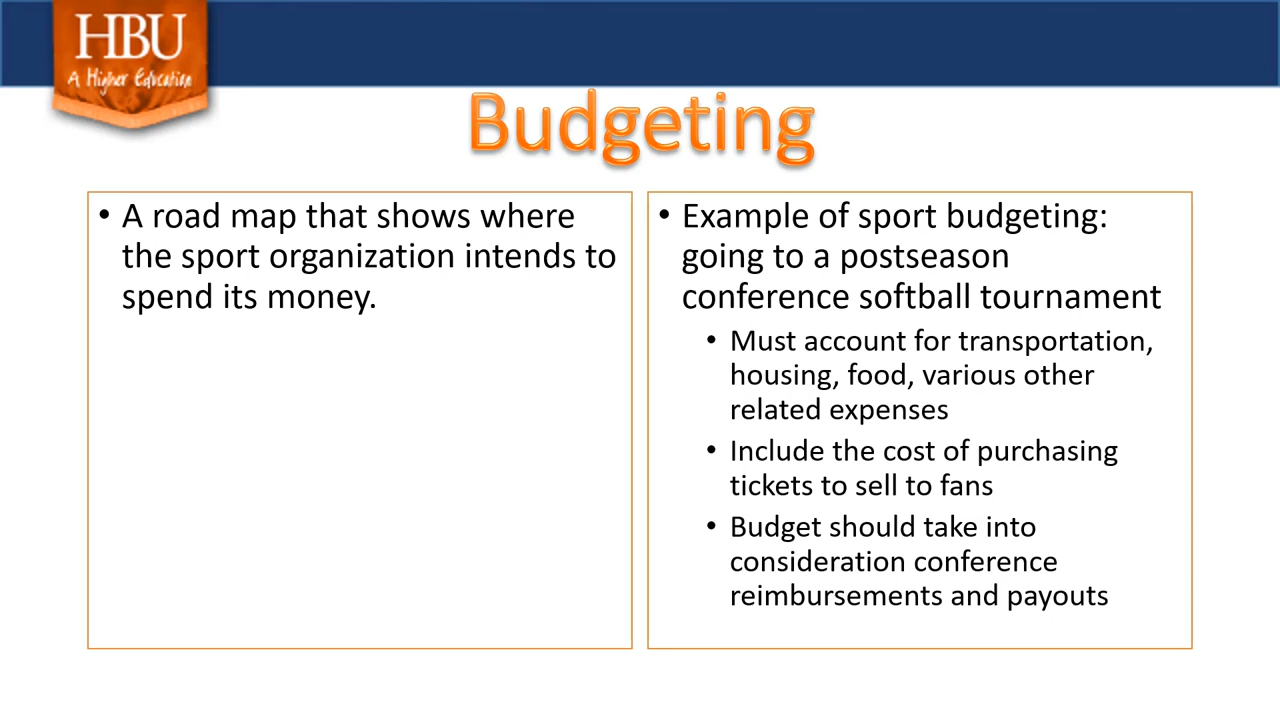 HBU
A Higher Education
Budgeting
• A road map that shows where
the sport organization intends to
spend its money.
• Example of sport budgeting:
going to a postseason
conference softball tournament
• Must account for transportation,
housing, food, various other
related expenses
• Include the cost of purchasing
tickets to sell to fans
• Budget should take into
consideration conference
reimbursements and payouts